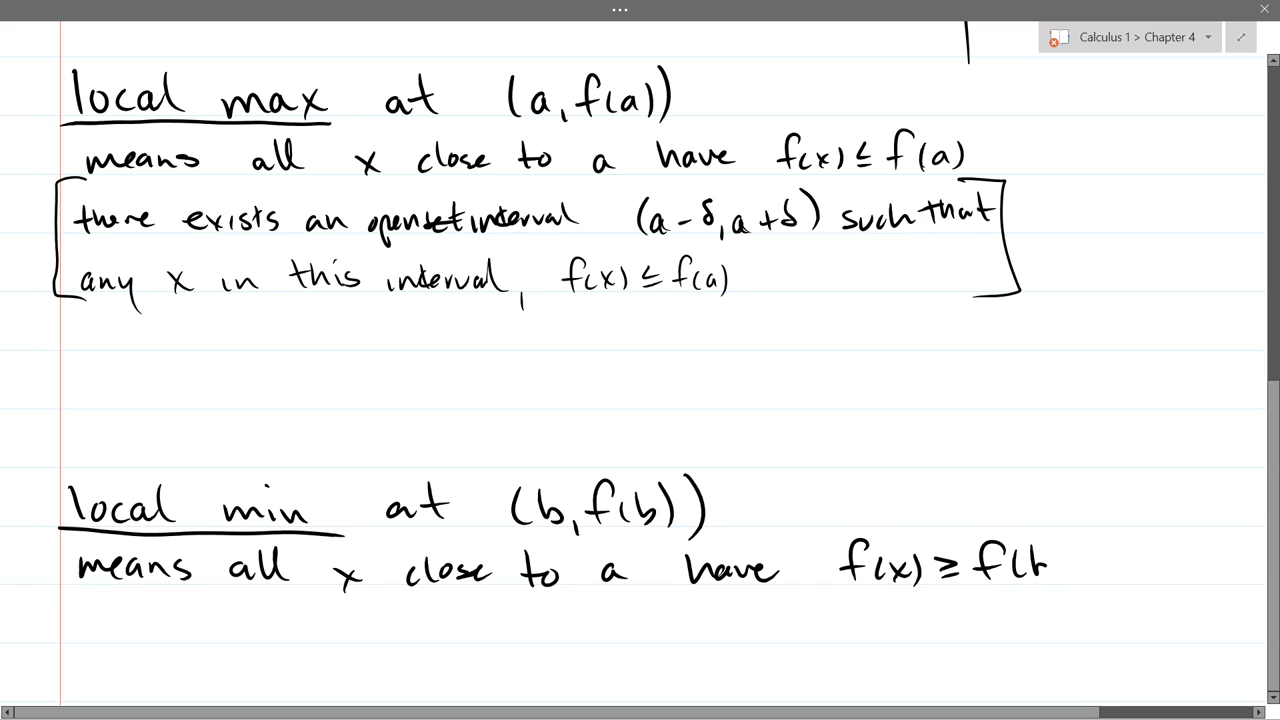 Calculus 1 > Chapter 4
local max at (a, f(a))
means all x close to a have f(x) ≤ f(a)
there exists an open interval (a - δ, a + δ) such that
any x in this interval, f(x) ≤ f(a)
local min at (b, f(b))
means all x close to a have f(x) ≥ f(